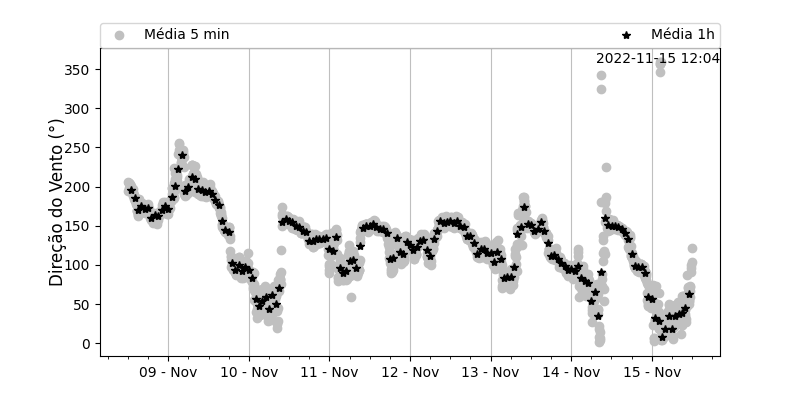 Média 5 min
Média 1h
2022-11-15 12:04
Direção do Vento (°)
350
300
250
200
150
100
50
0
09 - Nov
10 - Nov
11 - Nov
12 - Nov
13 - Nov
14 - Nov
15 - Nov